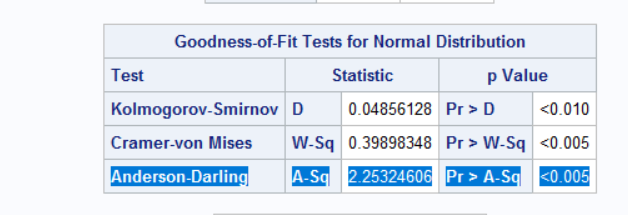 Goodness-of-Fit Tests for Normal Distribution
Test Statistic p Value
Kolmogorov-Smirnov D 0.04856128 Pr > D <0.010
Cramer-von Mises W-Sq 0.39898348 Pr > W-Sq <0.005
Anderson-Darling A-Sq 2.25324606 Pr > A-Sq <0.005